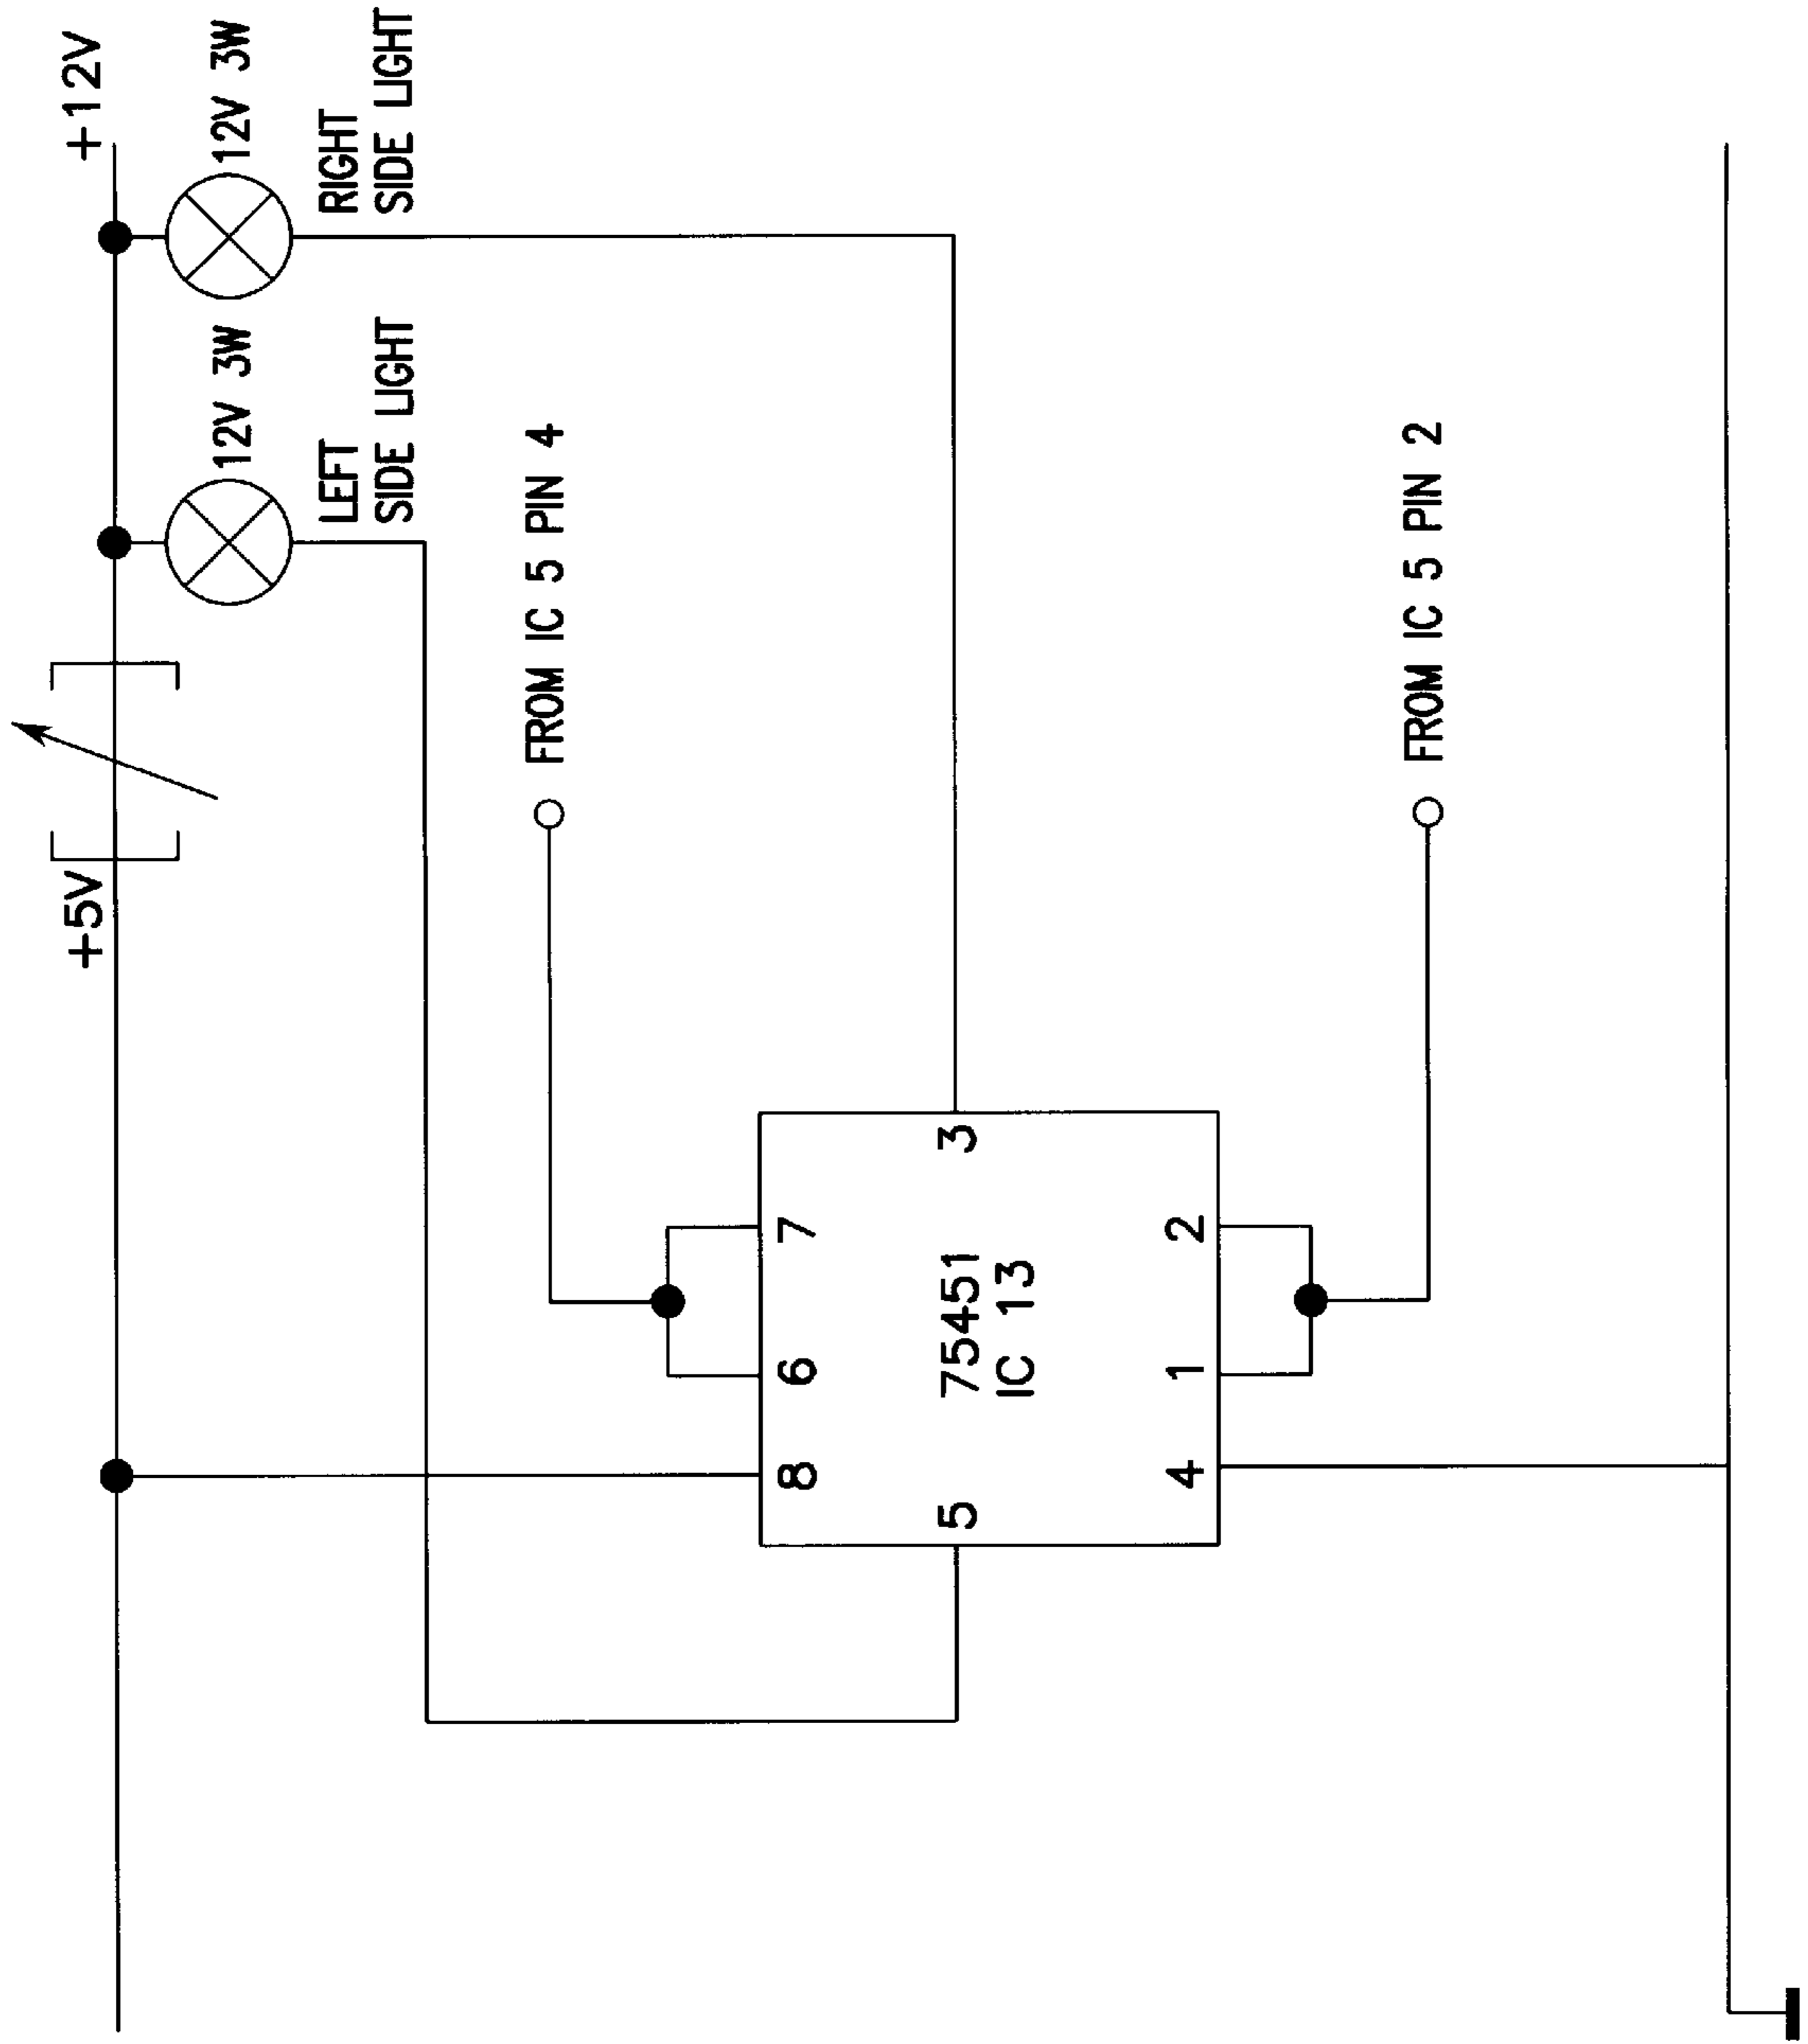 +5V
+12V
12V 3W
12V 3W
LEFT
SIDE LIGHT
RIGHT
SIDE LIGHT
FROM IC 5 PIN 4
8
6
7
5
75451
IC 13
3
4
1
2
FROM IC 5 PIN 2